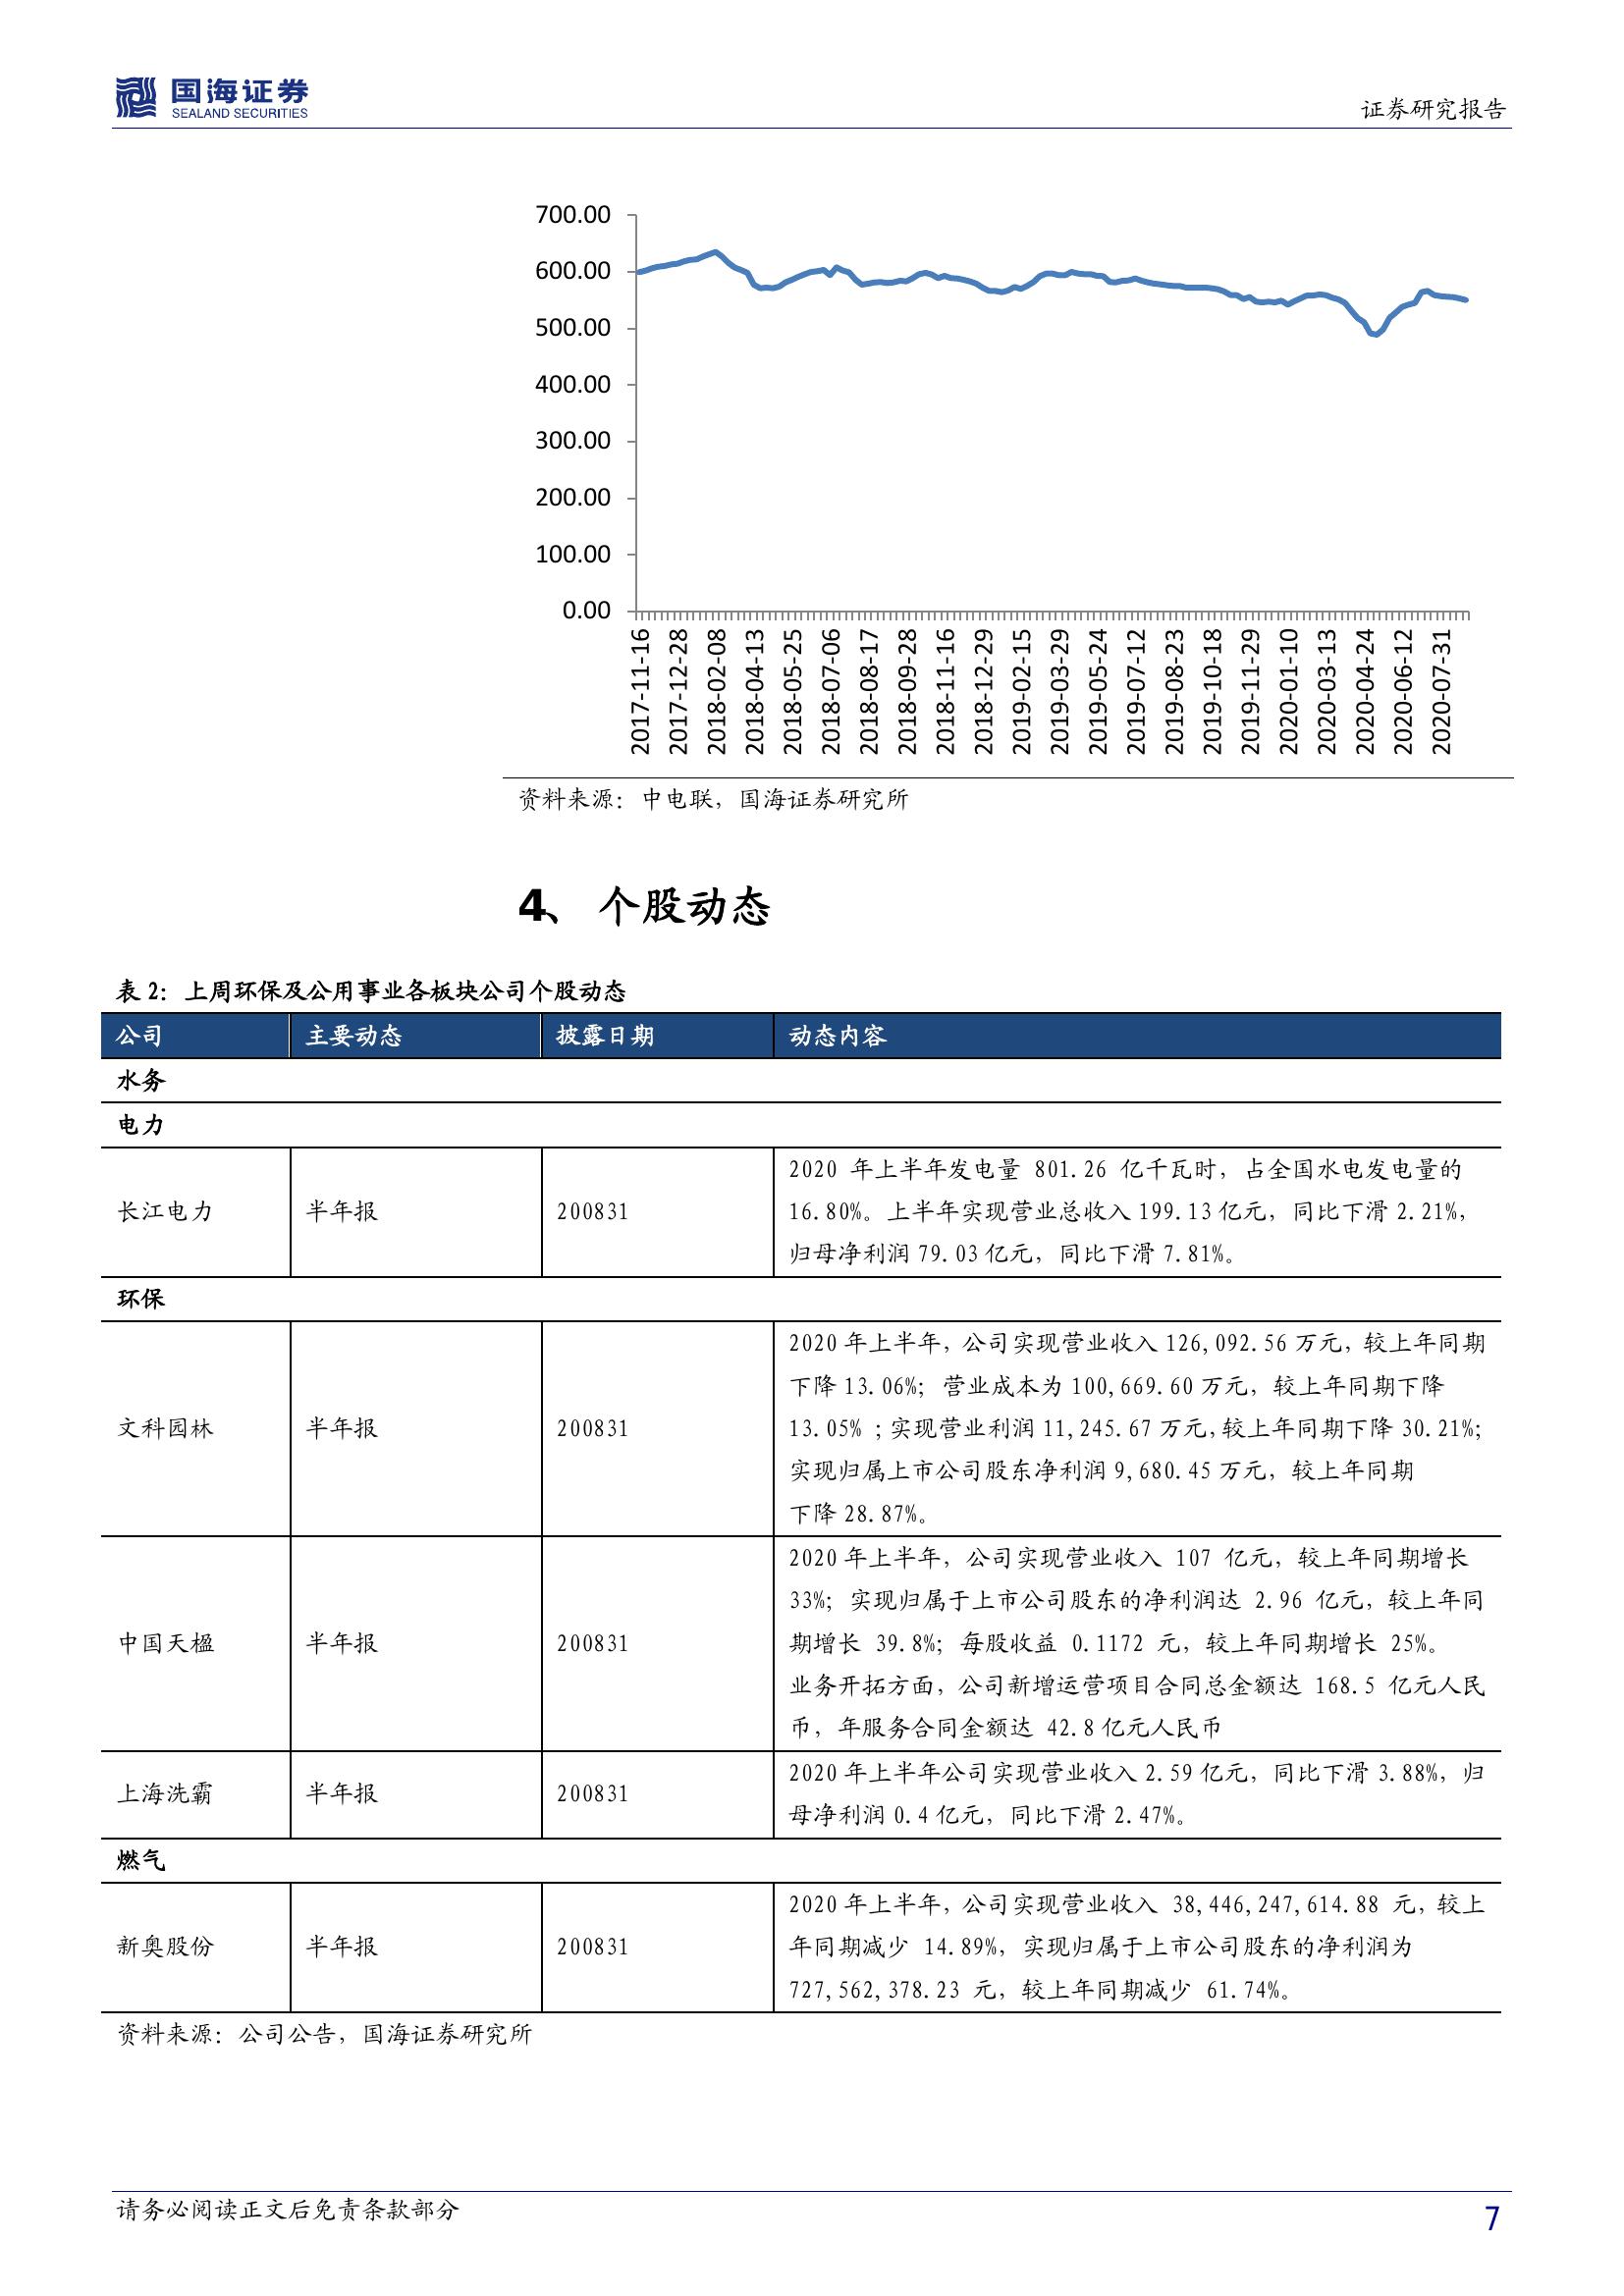 国海证券
SEALAND SECURITIES
证券研究报告
700.00
600.00
500.00
400.00
300.00
200.00
100.00
0.00
2017-11-16
2017-12-28
2018-02-08
2018-04-13
2018-05-25
2018-07-06
2018-08-17
2018-09-28
2018-11-16
2018-12-29
2019-02-15
2019-03-29
2019-05-24
2019-07-12
2019-08-23
2019-10-18
2019-11-29
2020-01-10
2020-03-13
2020-04-24
2020-06-12
2020-07-31
资料来源：中电联，国海证券研究所
4、 个股动态
表 2：上周环保及公用事业各板块公司个股动态
公司 主要动态 披露日期 动态内容
水务
电力
长江电力 半年报 200831
2020 年上半年发电量 801.26 亿千瓦时，占全国水电发电量的
16.80%。上半年实现营业总收入 199.13 亿元，同比下滑 2.21%，
归母净利润 79.03 亿元，同比下滑 7.81%。
环保
文科园林 半年报 200831
2020 年上半年，公司实现营业收入 126,092.56 万元，较上年同期
下降 13.06%；营业成本为 100,669.60 万元，较上年同期下降
13.05% ；实现营业利润 11,245.67 万元，较上年同期下降 30.21%；
实现归属上市公司股东净利润 9,680.45 万元，较上年同期
下降 28.87%。
中国天楹 半年报 200831
2020 年上半年，公司实现营业收入 107 亿元，较上年同期增长
33%；实现归属于上市公司股东的净利润达 2.96 亿元，较上年同
期增长 39.8%；每股收益 0.1172 元，较上年同期增长 25%。
业务开拓方面，公司新增运营项目合同总金额达 168.5 亿元人民
币，年服务合同金额达 42.8 亿元人民币
上海洗霸 半年报 200831
2020 年上半年公司实现营业收入 2.59 亿元，同比下滑 3.88%，归
母净利润 0.4 亿元，同比下滑 2.47%。
燃气
新奥股份 半年报 200831
2020 年上半年，公司实现营业收入 38,446,247,614.88 元，较上
年同期减少 14.89%，实现归属于上市公司股东的净利润为
727,562,378.23 元，较上年同期减少 61.74%。
资料来源：公司公告，国海证券研究所
请务必阅读正文后免责条款部分
7